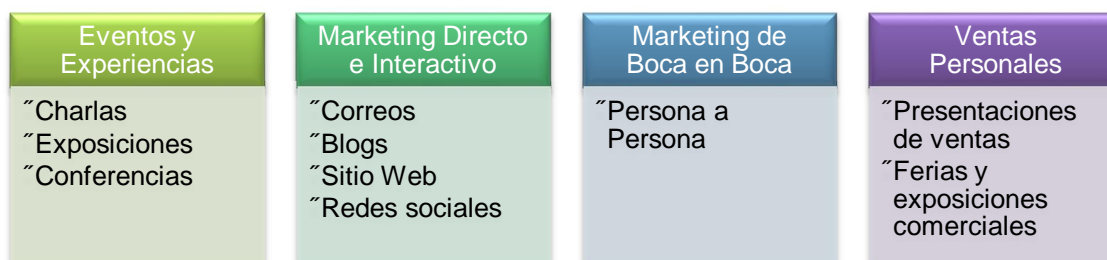 Eventos y
Experiencias
˝Charlas
˝Exposiciones
˝Conferencias
Marketing Directo
e Interactivo
˝Correos
˝Blogs
˝Sitio Web
˝Redes sociales
Marketing de
Boca en Boca
˝Persona a
Persona
Ventas
Personales
˝Presentaciones
de ventas
˝Ferias y
exposiciones
comerciales